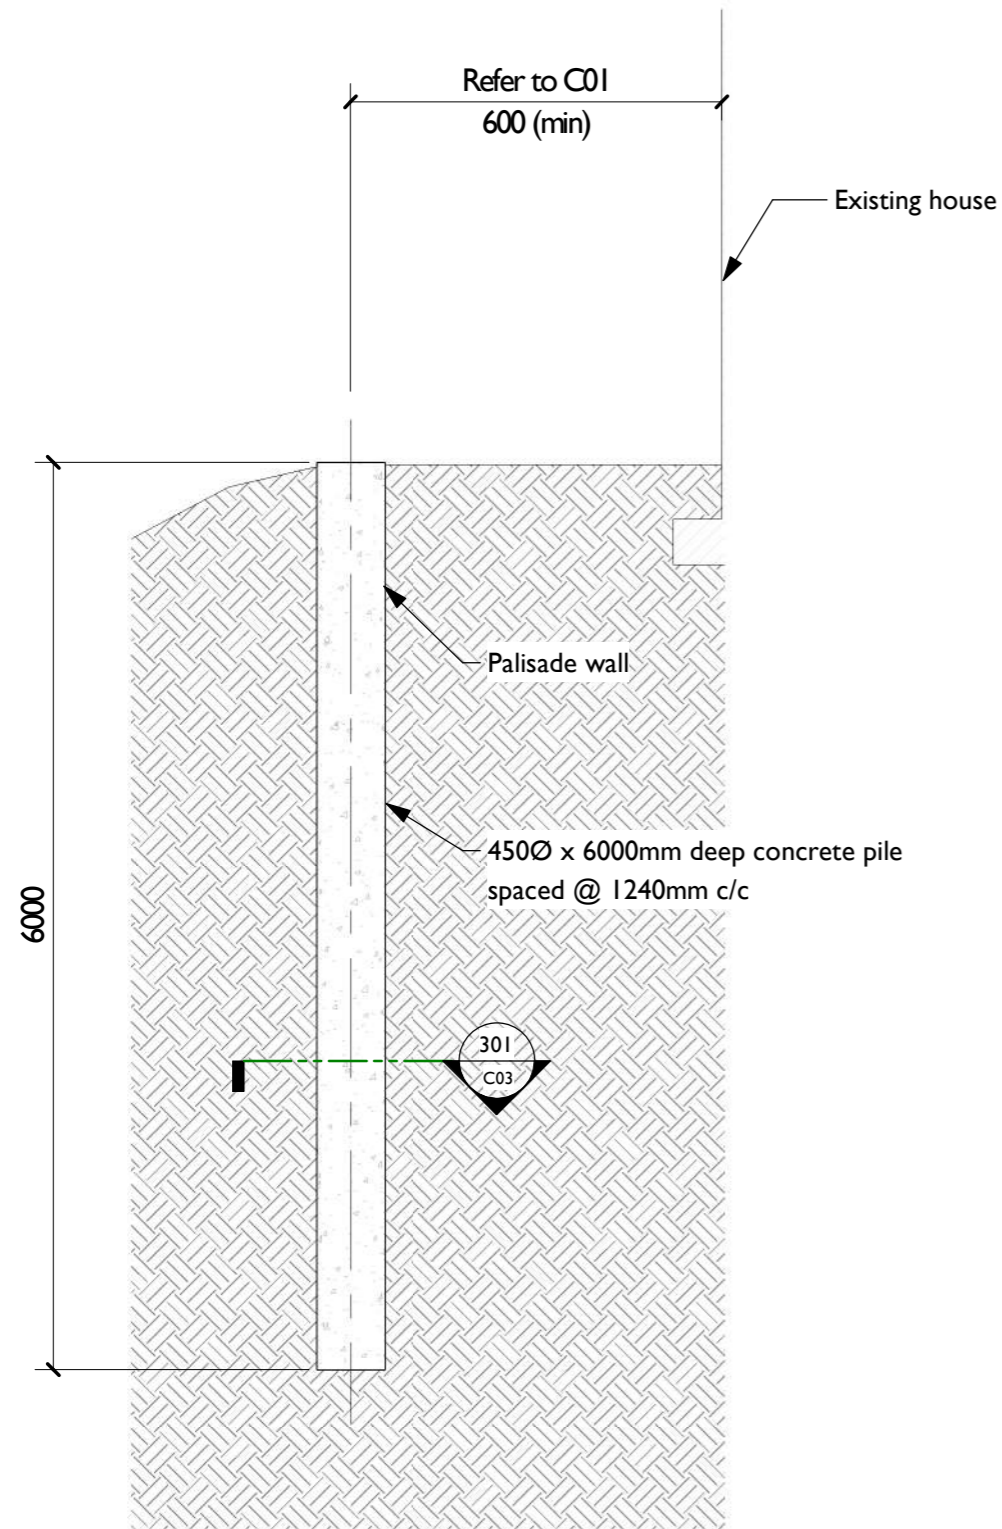 Refer to C01
600 (min)
Existing house
Palisade wall
450Ø x 6000mm deep concrete pile
spaced @ 1240mm c/c
6000
301
C03